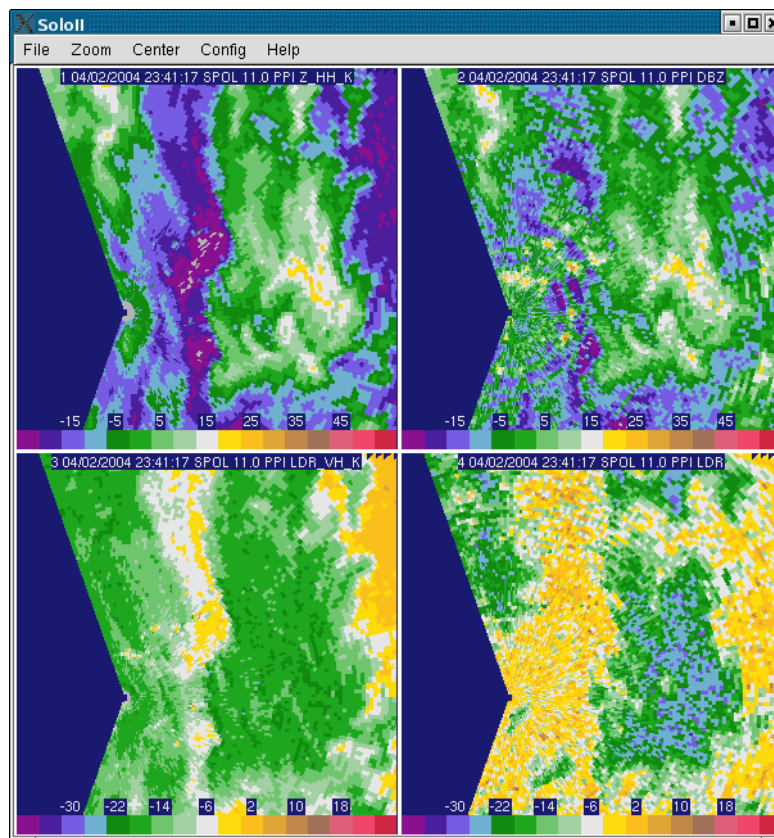 SoloII
File Zoom Center Config Help
1 04/02/2004 23:41:17 SPOL 11.0 PPI Z_HH_K
2 04/02/2004 23:41:17 SPOL 11.0 PPI DBZ
-15 -5 5 15 25 35 45
-15 -5 5 15 25 35 45
3 04/02/2004 23:41:17 SPOL 11.0 PPI LDR_VH_K
4 04/02/2004 23:41:17 SPOL 11.0 PPI LDR
-30 -22 -14 -6 2 10 18
-30 -22 -14 -6 2 10 18